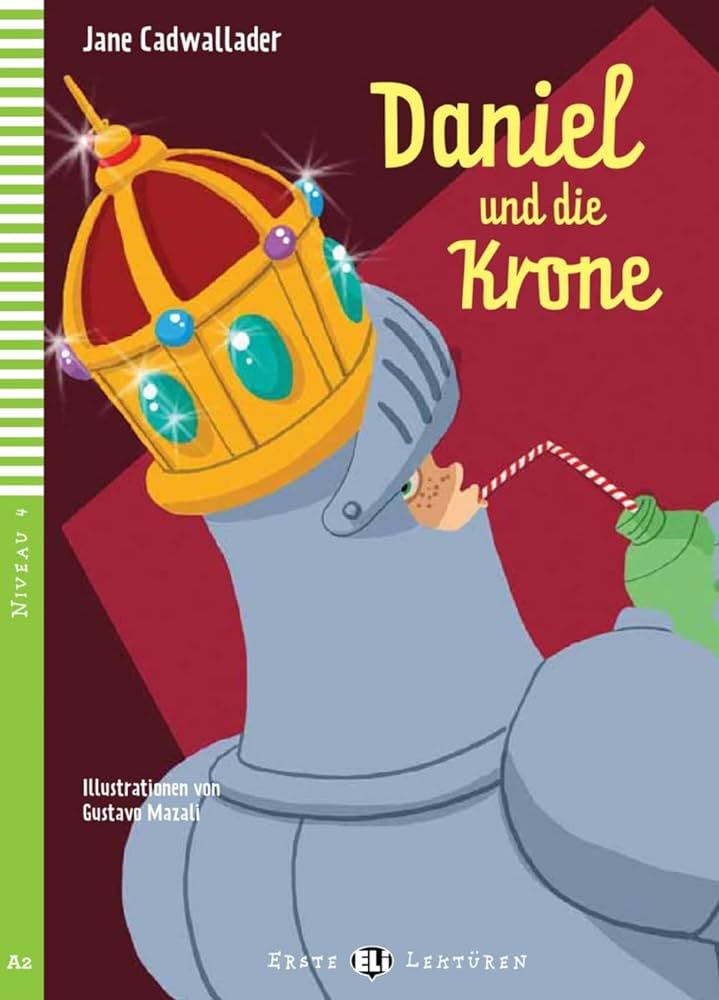 Jane Cadwallader
Daniel
und die
Krone
NIVEAU 4
Illustrationen von
Gustavo Mazali
A2
ERSTE ELI LEKTÜREN